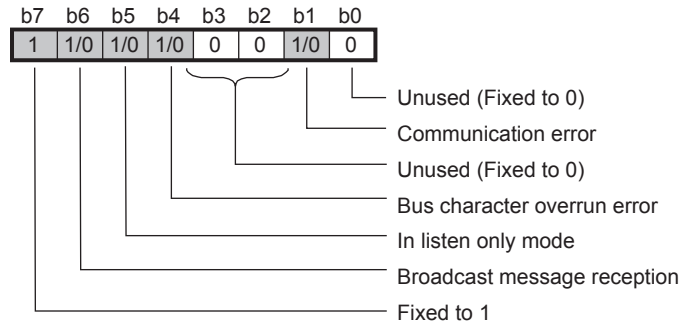 b7 b6 b5 b4 b3 b2 b1 b0
1 1/0 1/0 1/0 0 0 1/0 0
Unused (Fixed to 0)
Communication error
Unused (Fixed to 0)
Bus character overrun error
In listen only mode
Broadcast message reception
Fixed to 1